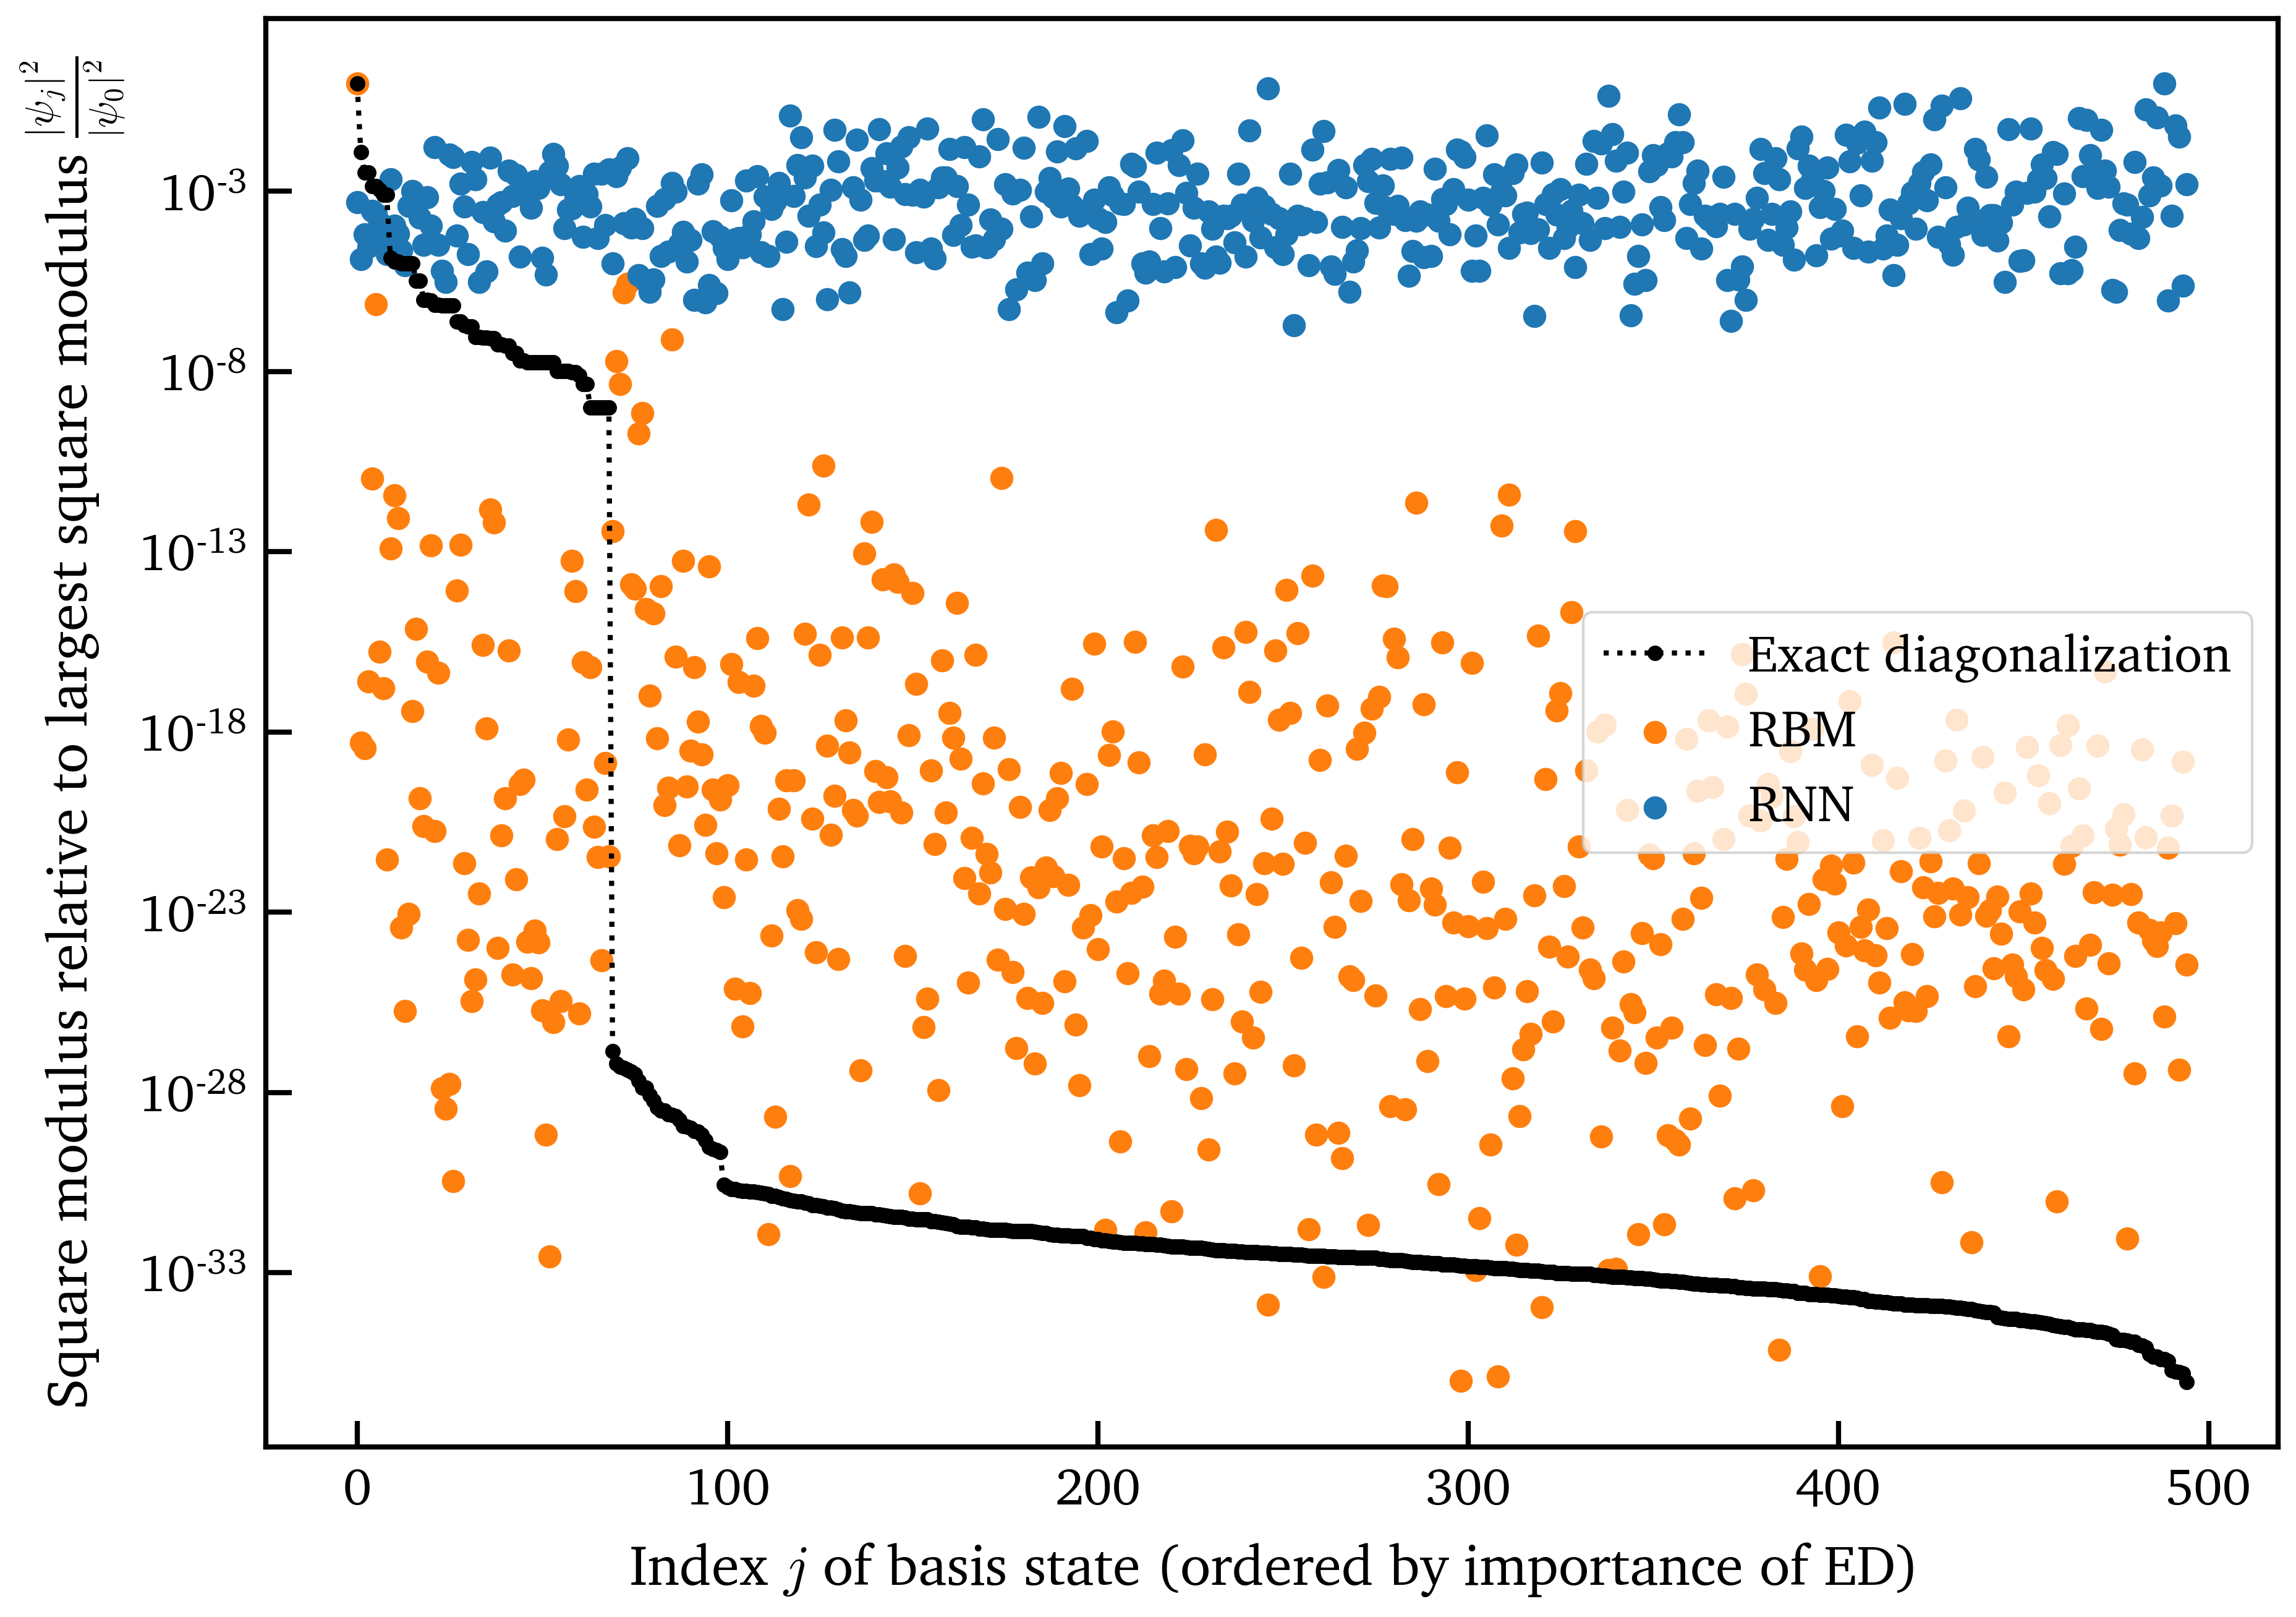 Square modulus relative to largest square modulus |ψ_j|² / |ψ_0|²
10⁻³
10⁻⁸
10⁻¹³
10⁻¹⁸
10⁻²³
10⁻²⁸
10⁻³³
Exact diagonalization
RBM
RNN
0 100 200 300 400 500
Index j of basis state (ordered by importance of ED)